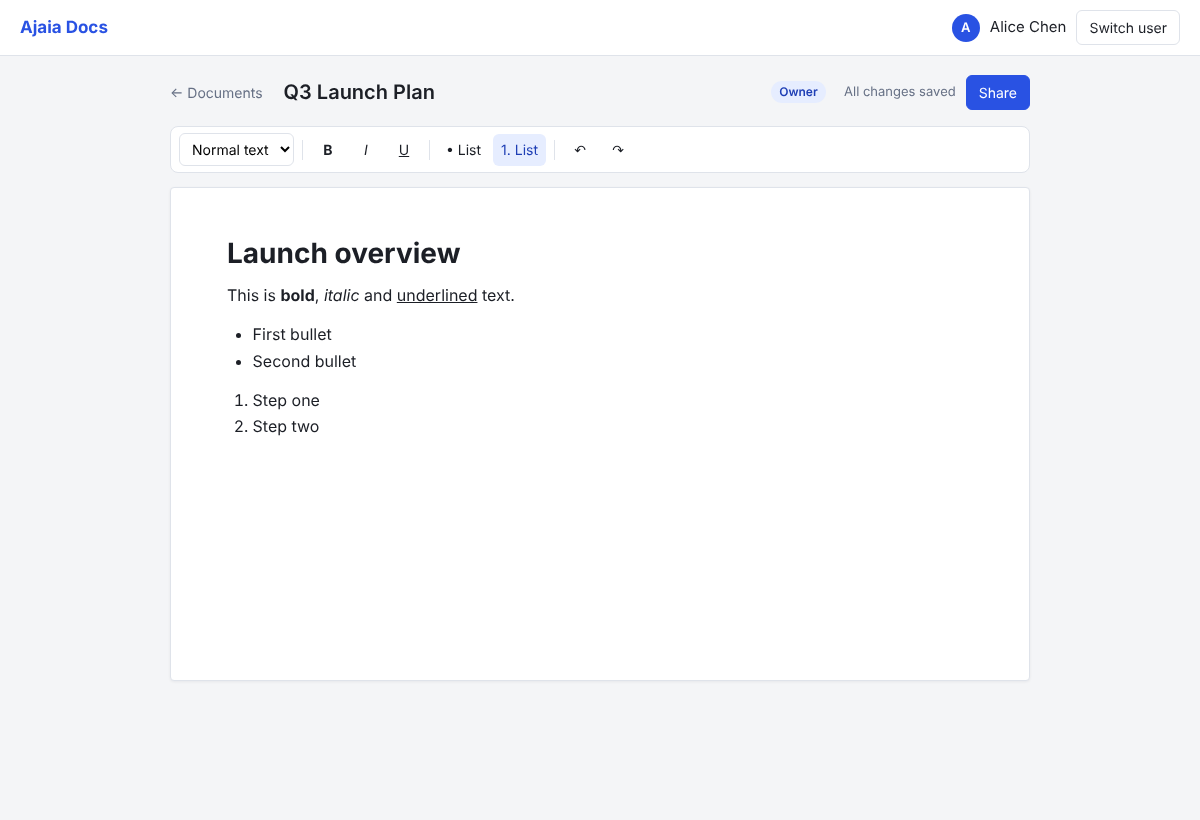 Ajaia Docs
A Alice Chen Switch user
← Documents Q3 Launch Plan Owner All changes saved Share
Normal text B I U • List 1. List ↶ ↷
Launch overview
This is bold, italic and underlined text.
• First bullet
• Second bullet
1. Step one
2. Step two